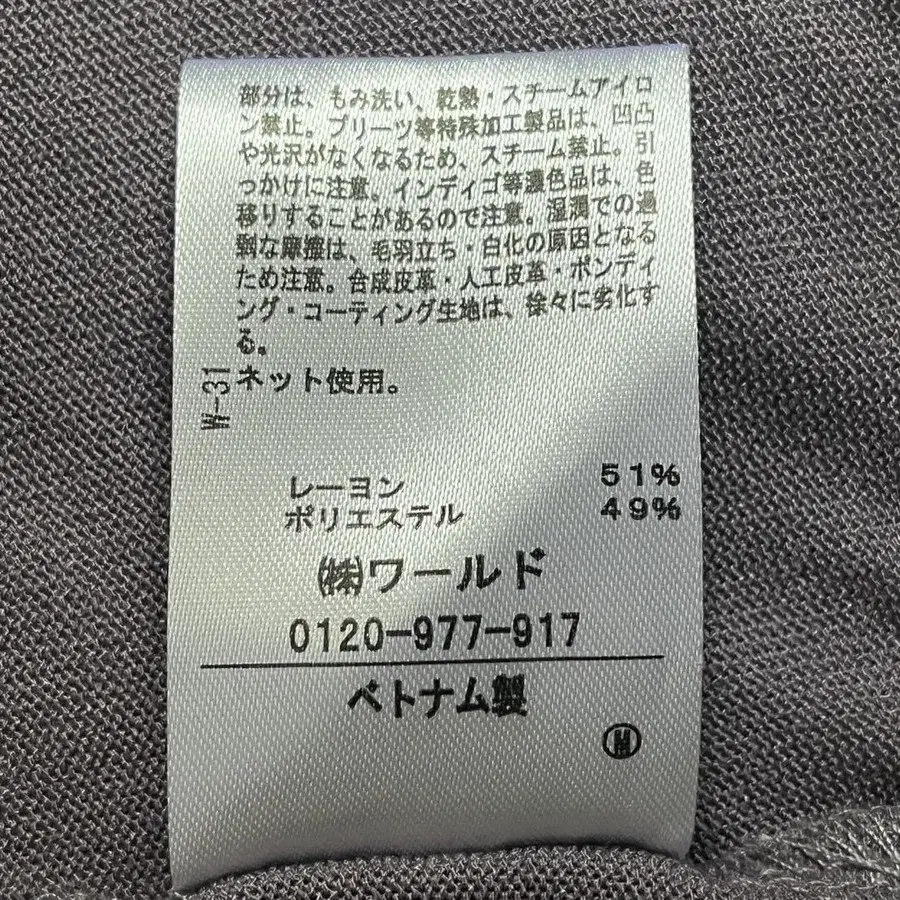 部分は、もみ洗い、乾熱・スチームアイロ
ン禁止。プリーツ等特殊加工製品は、凹凸
や光沢がなくなるため、スチーム禁止。引
っかけに注意。インディゴ等濃色品は、色
移りすることがあるので注意。湿潤での過
剰な摩擦は、毛羽立ち・白化の原因となる
ため注意。合成皮革・人工皮革・ボンディ
ング・コーティング生地は、徐々に劣化す
る。
ネット使用。
W-31
レーヨン 51%
ポリエステル 49%
㈱ワールド
0120-977-917
ベトナム製
Ⓜ